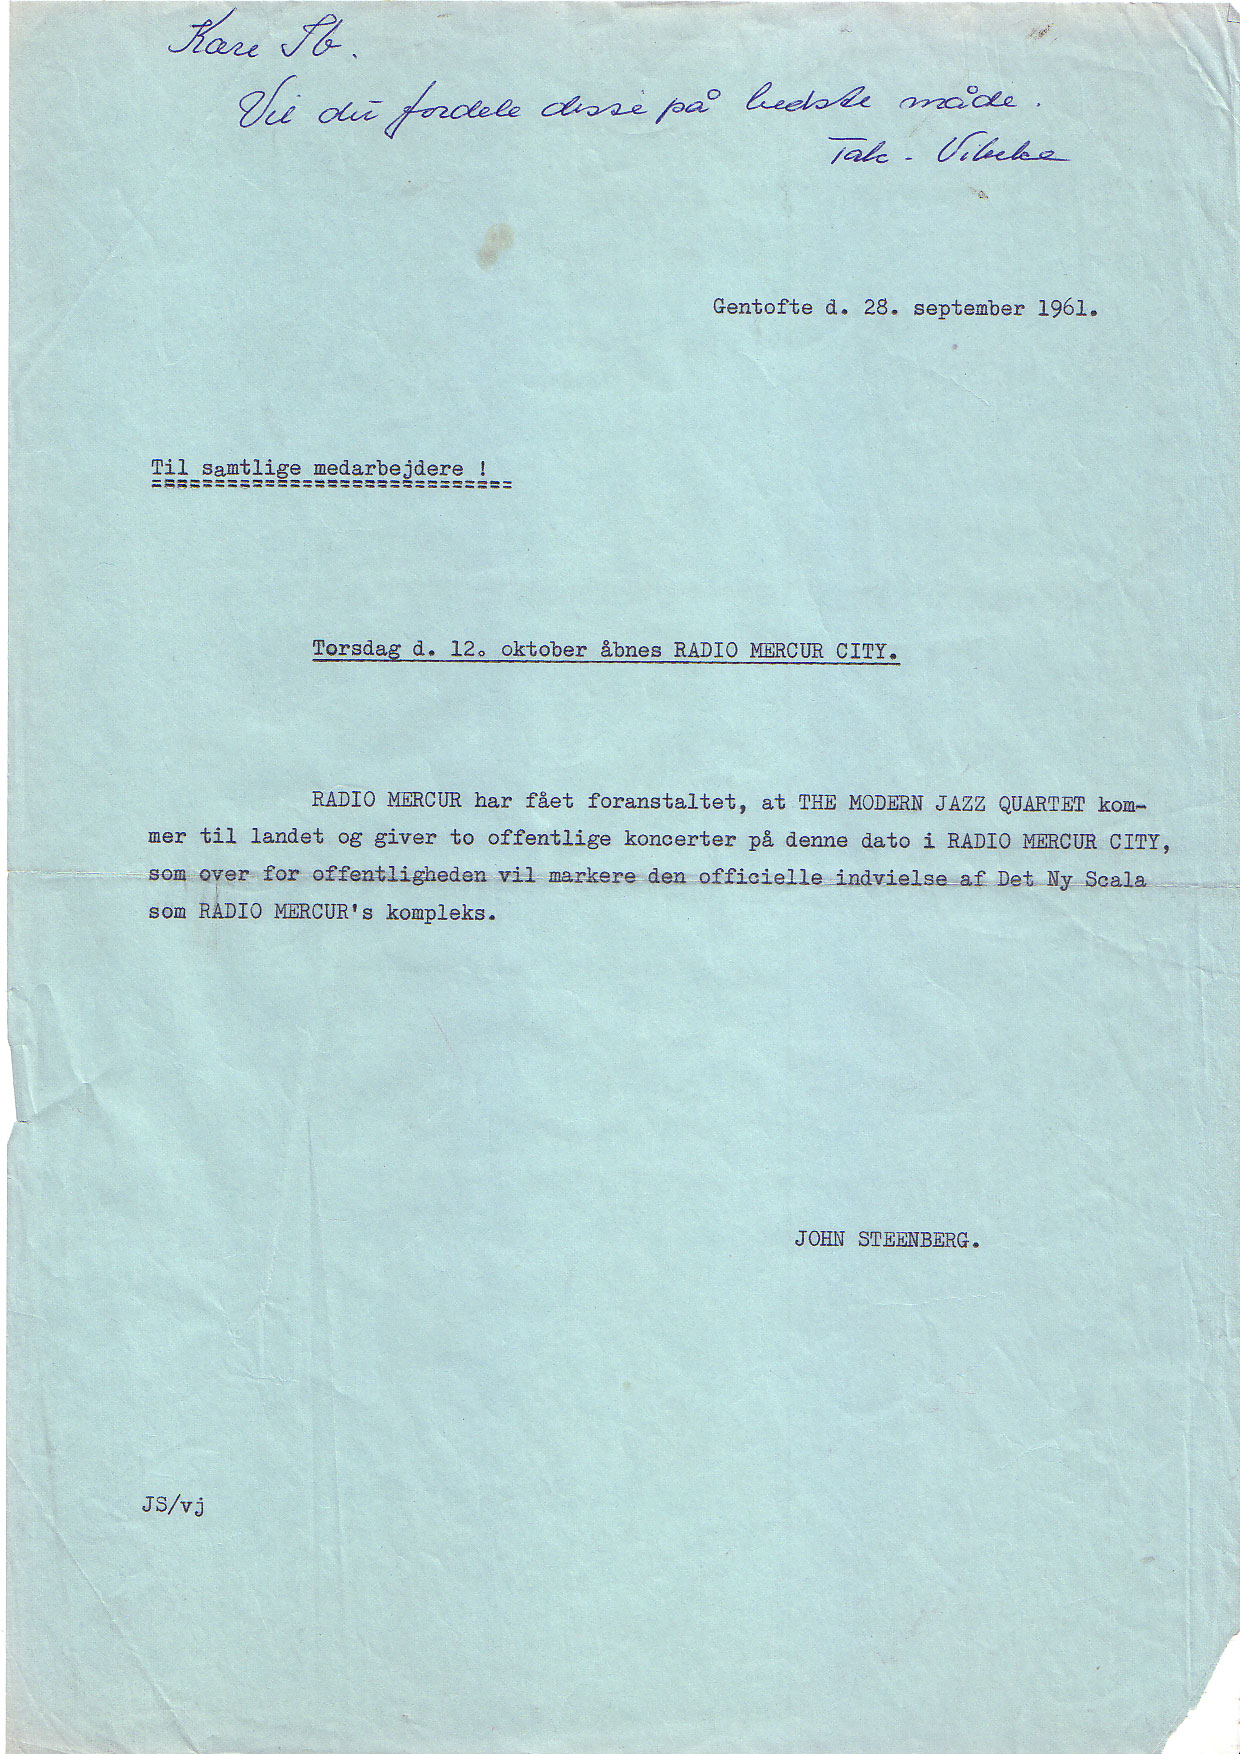 Kære Ib.
Vil du fordele disse på bedste måde.
Tak - Vibeke
Gentofte d. 28. september 1961.
Til samtlige medarbejdere !
=============================
Torsdag d. 12. oktober åbnes RADIO MERCUR CITY.
RADIO MERCUR har fået foranstaltet, at THE MODERN JAZZ QUARTET kom-
mer til landet og giver to offentlige koncerter på denne dato i RADIO MERCUR CITY,
som over for offentligheden vil markere den officielle indvielse af Det Ny Scala
som RADIO MERCUR's kompleks.
JOHN STEENBERG.
JS/vj